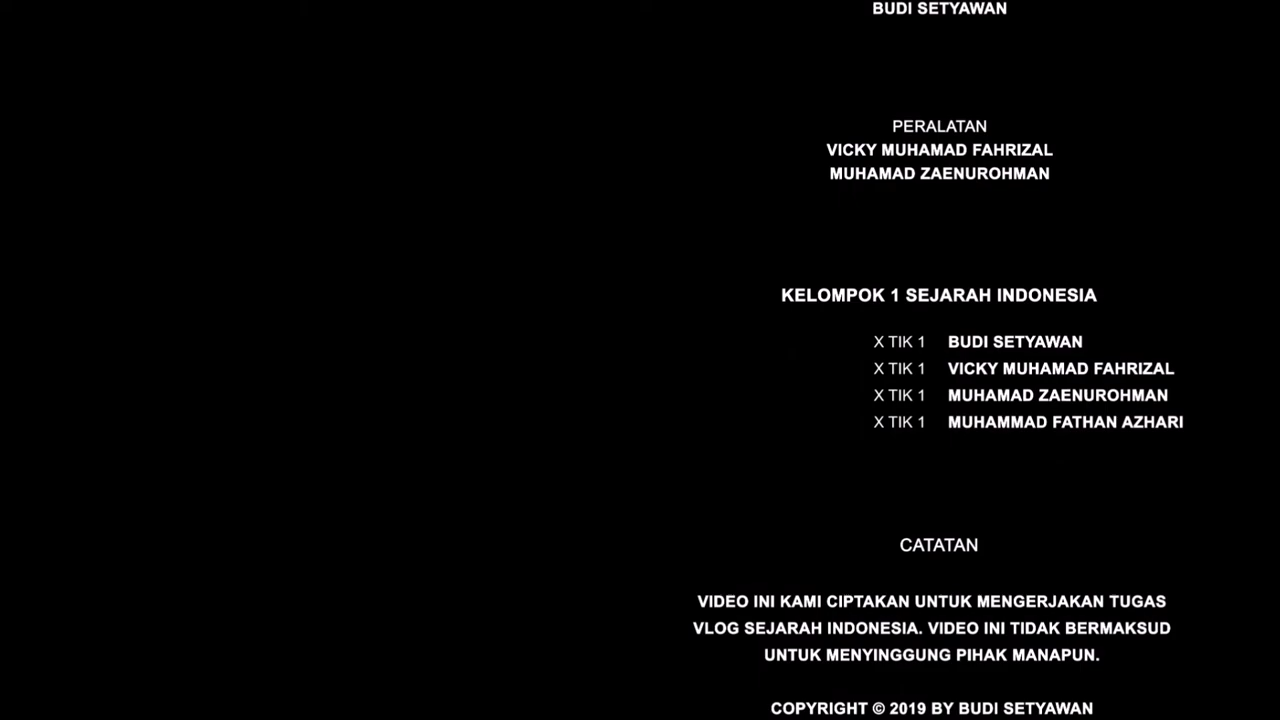 BUDI SETYAWAN
PERALATAN
VICKY MUHAMAD FAHRIZAL
MUHAMAD ZAENUROHMAN
KELOMPOK 1 SEJARAH INDONESIA
X TIK 1 BUDI SETYAWAN
X TIK 1 VICKY MUHAMAD FAHRIZAL
X TIK 1 MUHAMAD ZAENUROHMAN
X TIK 1 MUHAMMAD FATHAN AZHARI
CATATAN
VIDEO INI KAMI CIPTAKAN UNTUK MENGERJAKAN TUGAS
VLOG SEJARAH INDONESIA. VIDEO INI TIDAK BERMAKSUD
UNTUK MENYINGGUNG PIHAK MANAPUN.
COPYRIGHT © 2019 BY BUDI SETYAWAN